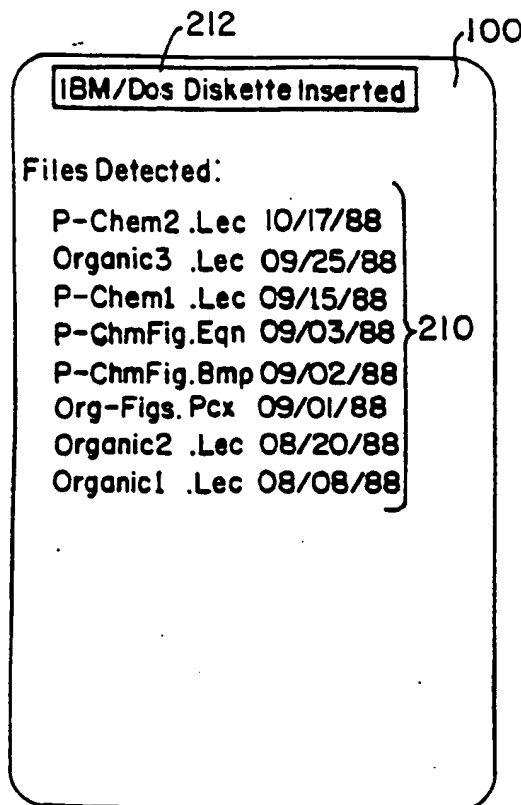 212
100
IBM/Dos Diskette Inserted
Files Detected:
P-Chem2 .Lec 10/17/88
Organic3 .Lec 09/25/88
P-Chem1 .Lec 09/15/88
P-ChmFig.Eqn 09/03/88
210
P-ChmFig.Bmp 09/02/88
Org-Figs.Pcx 09/01/88
Organic2 .Lec 08/20/88
Organic1 .Lec 08/08/88